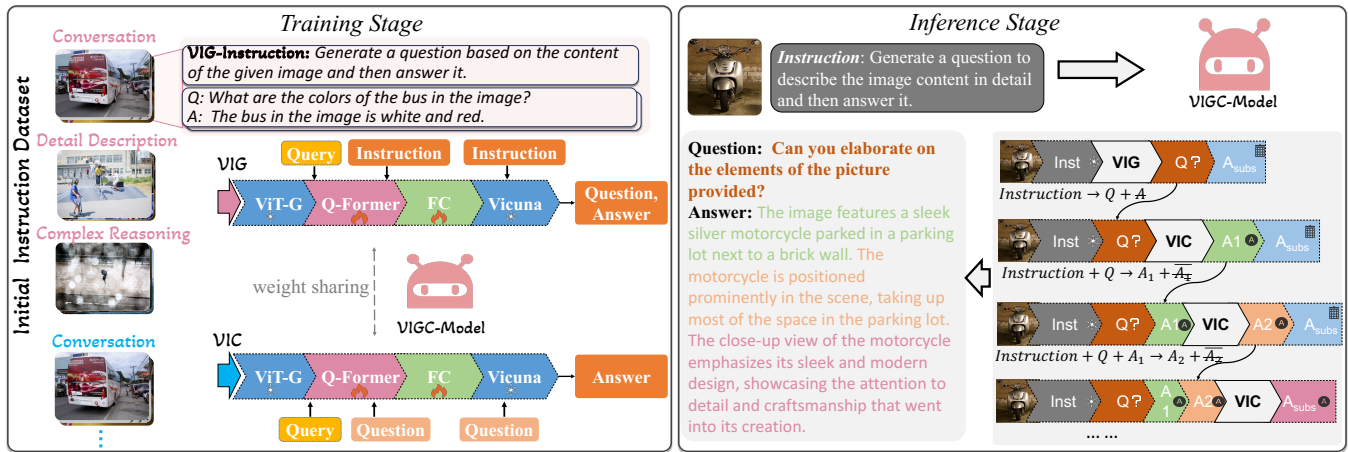 Training Stage
Initial Instruction Dataset
Conversation
VIG-Instruction: Generate a question based on the content
of the given image and then answer it.
Q: What are the colors of the bus in the image?
A: The bus in the image is white and red.
Detail Description
Complex Reasoning
Conversation
VIG
Query
Instruction
Instruction
ViT-G
Q-Former
FC
Vicuna
Question,
Answer
weight sharing
VIGC-Model
VIC
ViT-G
Q-Former
FC
Vicuna
Answer
Query
Question
Question
Inference Stage
Instruction: Generate a question to
describe the image content in detail
and then answer it.
VIGC-Model
Question: Can you elaborate on
the elements of the picture
provided?
Answer: The image features a sleek
silver motorcycle parked in a parking
lot next to a brick wall. The
motorcycle is positioned
prominently in the scene, taking up
most of the space in the parking lot.
The close-up view of the motorcycle
emphasizes its sleek and modern
design, showcasing the attention to
detail and craftsmanship that went
into its creation.
Inst VIG Q? A_subs
Instruction → Q + A
Inst Q? VIC A1 A A_subs
Instruction + Q → A₁ + A₁
Inst Q? A1 A VIC A2 A A_subs
Instruction + Q + A₁ → A₂ + A₂
Inst Q? A1 A2 A VIC A_subs A
... ...